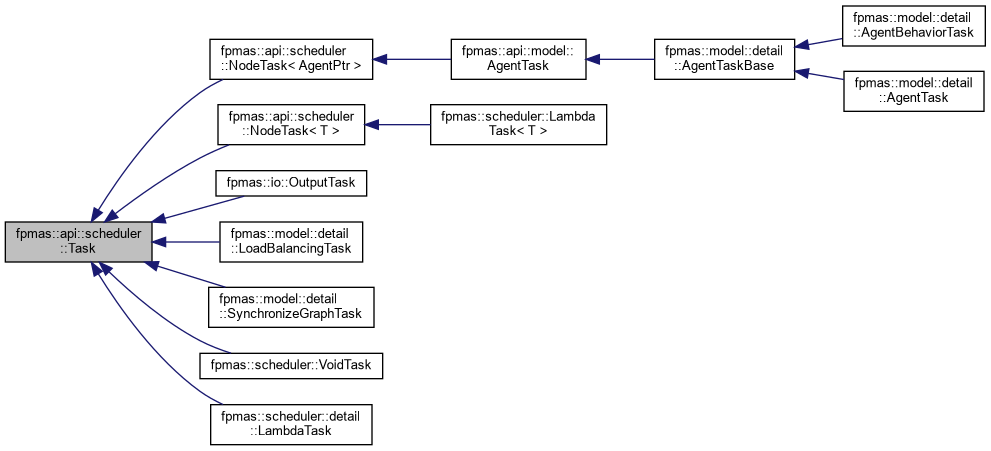 fpmas::api::scheduler
::Task
fpmas::api::scheduler
::NodeTask< AgentPtr >
fpmas::api::model::
AgentTask
fpmas::model::detail
::AgentTaskBase
fpmas::model::detail
::AgentBehaviorTask
fpmas::model::detail
::AgentTask
fpmas::api::scheduler
::NodeTask< T >
fpmas::scheduler::Lambda
Task< T >
fpmas::io::OutputTask
fpmas::model::detail
::LoadBalancingTask
fpmas::model::detail
::SynchronizeGraphTask
fpmas::scheduler::VoidTask
fpmas::scheduler::detail
::LambdaTask